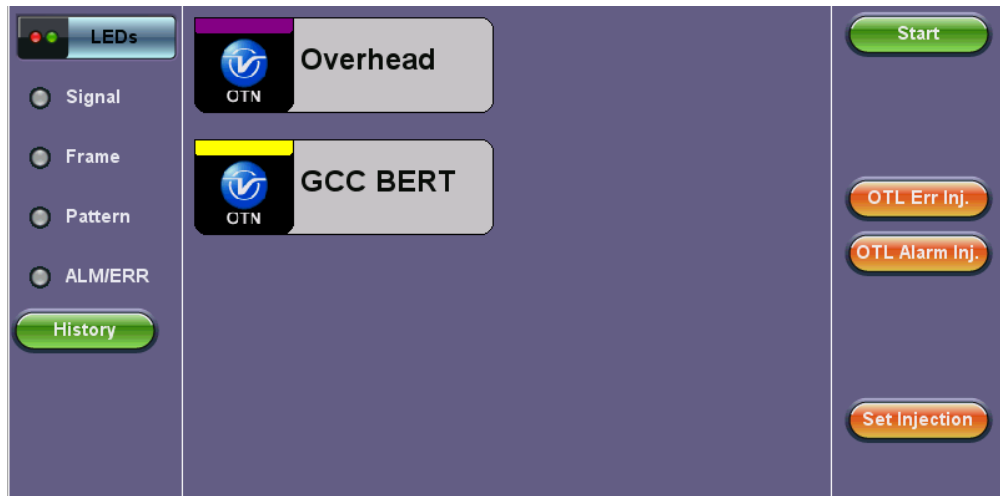 LEDs
Signal
Frame
Pattern
ALM/ERR
History
Overhead
OTN
GCC BERT
OTN
Start
OTL Err Inj.
OTL Alarm Inj.
Set Injection